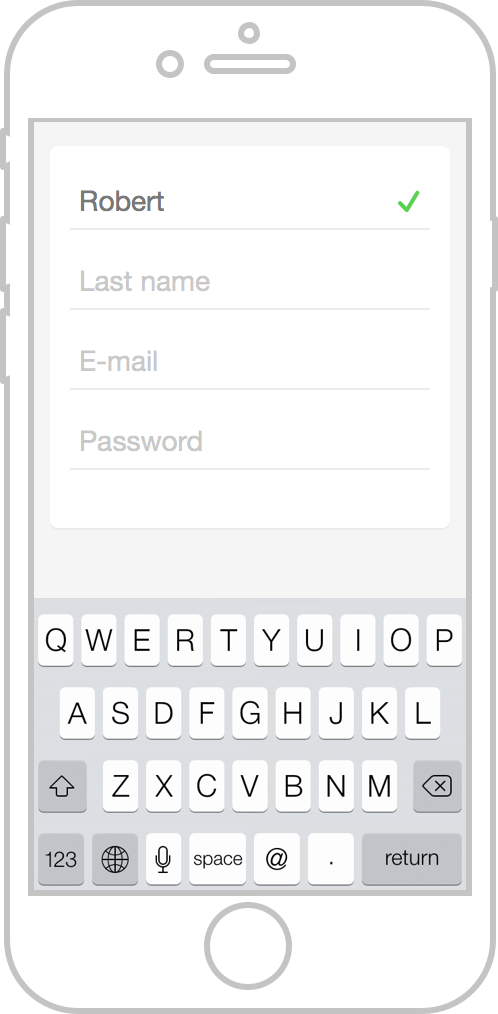 Robert
Last name
E-mail
Password
Q W E R T Y U I O P
A S D F G H J K L
Z X C V B N M
123 space @ . return